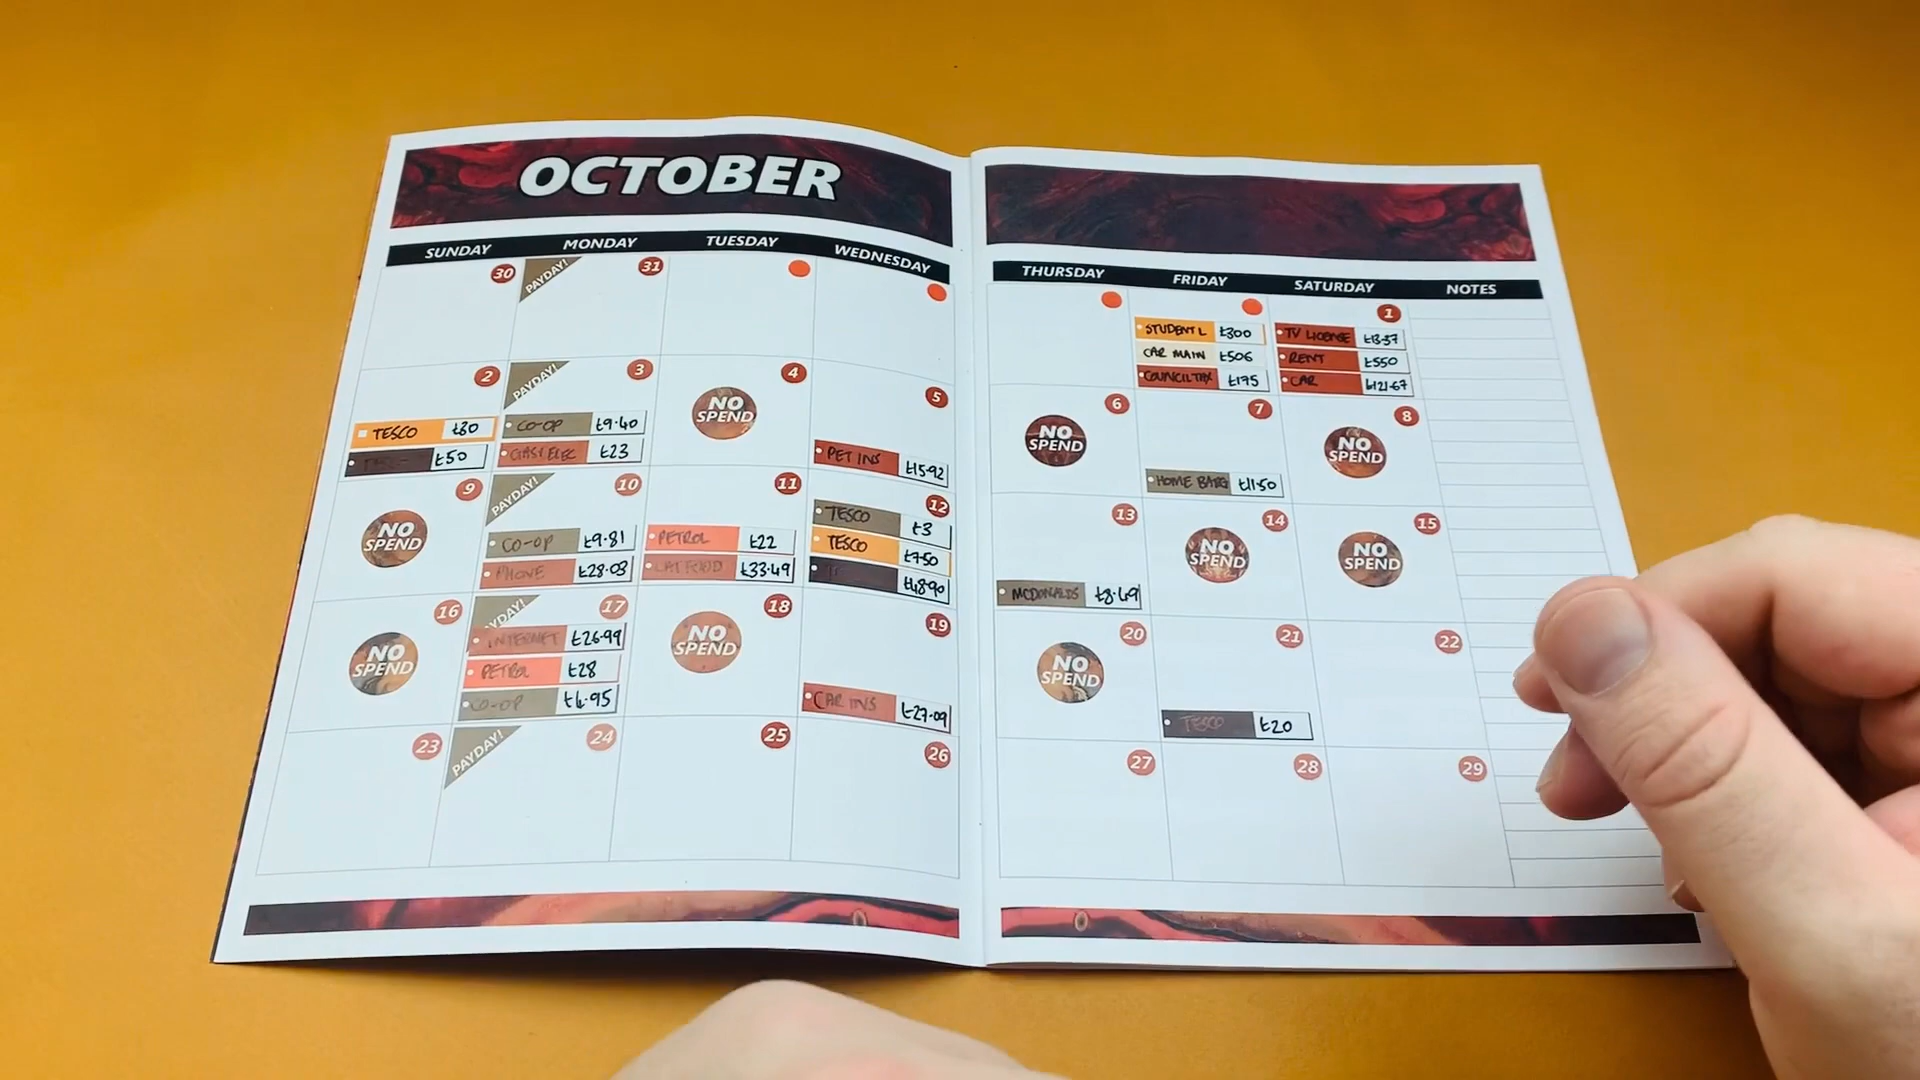 OCTOBER
SUNDAY MONDAY TUESDAY WEDNESDAY THURSDAY FRIDAY SATURDAY NOTES
30
PAYDAY!
31
STUDENT L £300
CAR MAIN £506
COUNCIL TAX £175
1
TV LICENSE £13.37
RENT £550
CAR £121.67
2
TESCO £30
£50
PAYDAY!
3
CO-OP £9.40
GAS/ELEC £23
4
NO
SPEND
5
PET INS £15.92
6
NO
SPEND
7
HOME £11.50
8
NO
SPEND
9
NO
SPEND
PAYDAY!
10
CO-OP £9.81
PHONE £28.03
11
PETROL £22
CAT FOOD £33.49
12
TESCO £3
TESCO £7.50
£48.90
13
MCDONALDS £8.49
14
NO
SPEND
15
NO
SPEND
16
NO
SPEND
17
INTERNET £26.99
PETROL £28
CO-OP £6.95
18
NO
SPEND
19
CAR INS £27.09
20
NO
SPEND
21
TESCO £20
22
23
PAYDAY!
24
25
26
27
28
29